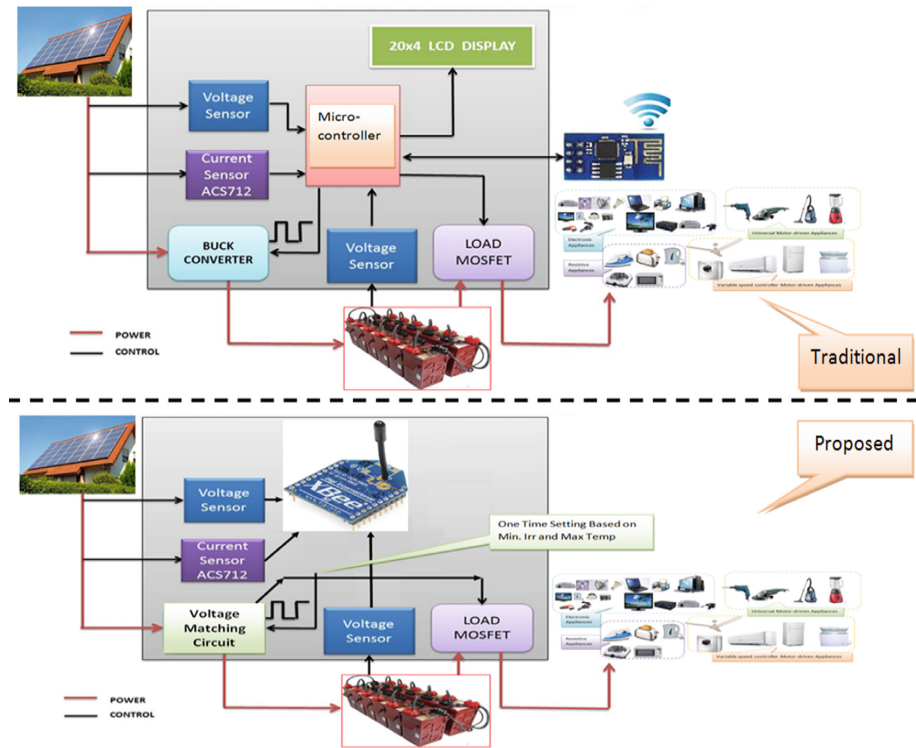 20x4 LCD DISPLAY
Voltage
Sensor
Micro-
controller
Current
Sensor
ACS712
BUCK
CONVERTER
Voltage
Sensor
LOAD
MOSFET
Electronic
Appliances
Resistive
Appliances
Universal Motor-driven Appliances
Variable speed controller Motor-driven Appliances
POWER
CONTROL
Traditional
Proposed
Voltage
Sensor
XBee
One Time Setting Based on
Min. Irr and Max Temp
Current
Sensor
ACS712
Voltage
Matching
Circuit
Voltage
Sensor
LOAD
MOSFET
Electronic
Appliances
Resistive
Appliances
Universal Motor-driven Appliances
Variable speed controller Motor-driven Appliances
POWER
CONTROL